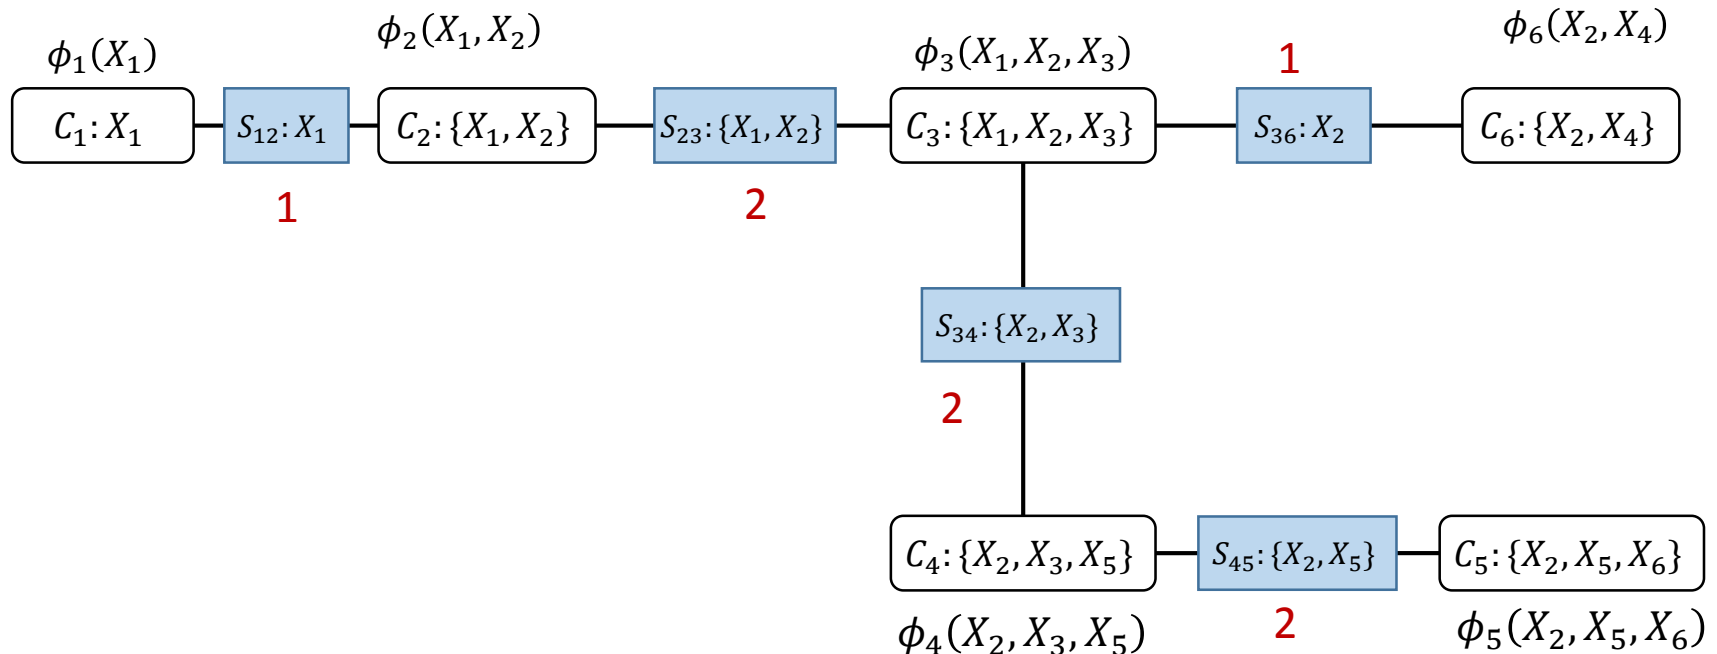 ϕ₁(X₁)
ϕ₂(X₁, X₂)
ϕ₃(X₁, X₂, X₃)
1
ϕ₆(X₂, X₄)
C₁: X₁
S₁₂: X₁
C₂: {X₁, X₂}
S₂₃: {X₁, X₂}
C₃: {X₁, X₂, X₃}
S₃₆: X₂
C₆: {X₂, X₄}
1
2
S₃₄: {X₂, X₃}
2
C₄: {X₂, X₃, X₅}
S₄₅: {X₂, X₅}
C₅: {X₂, X₅, X₆}
ϕ₄(X₂, X₃, X₅)
2
ϕ₅(X₂, X₅, X₆)